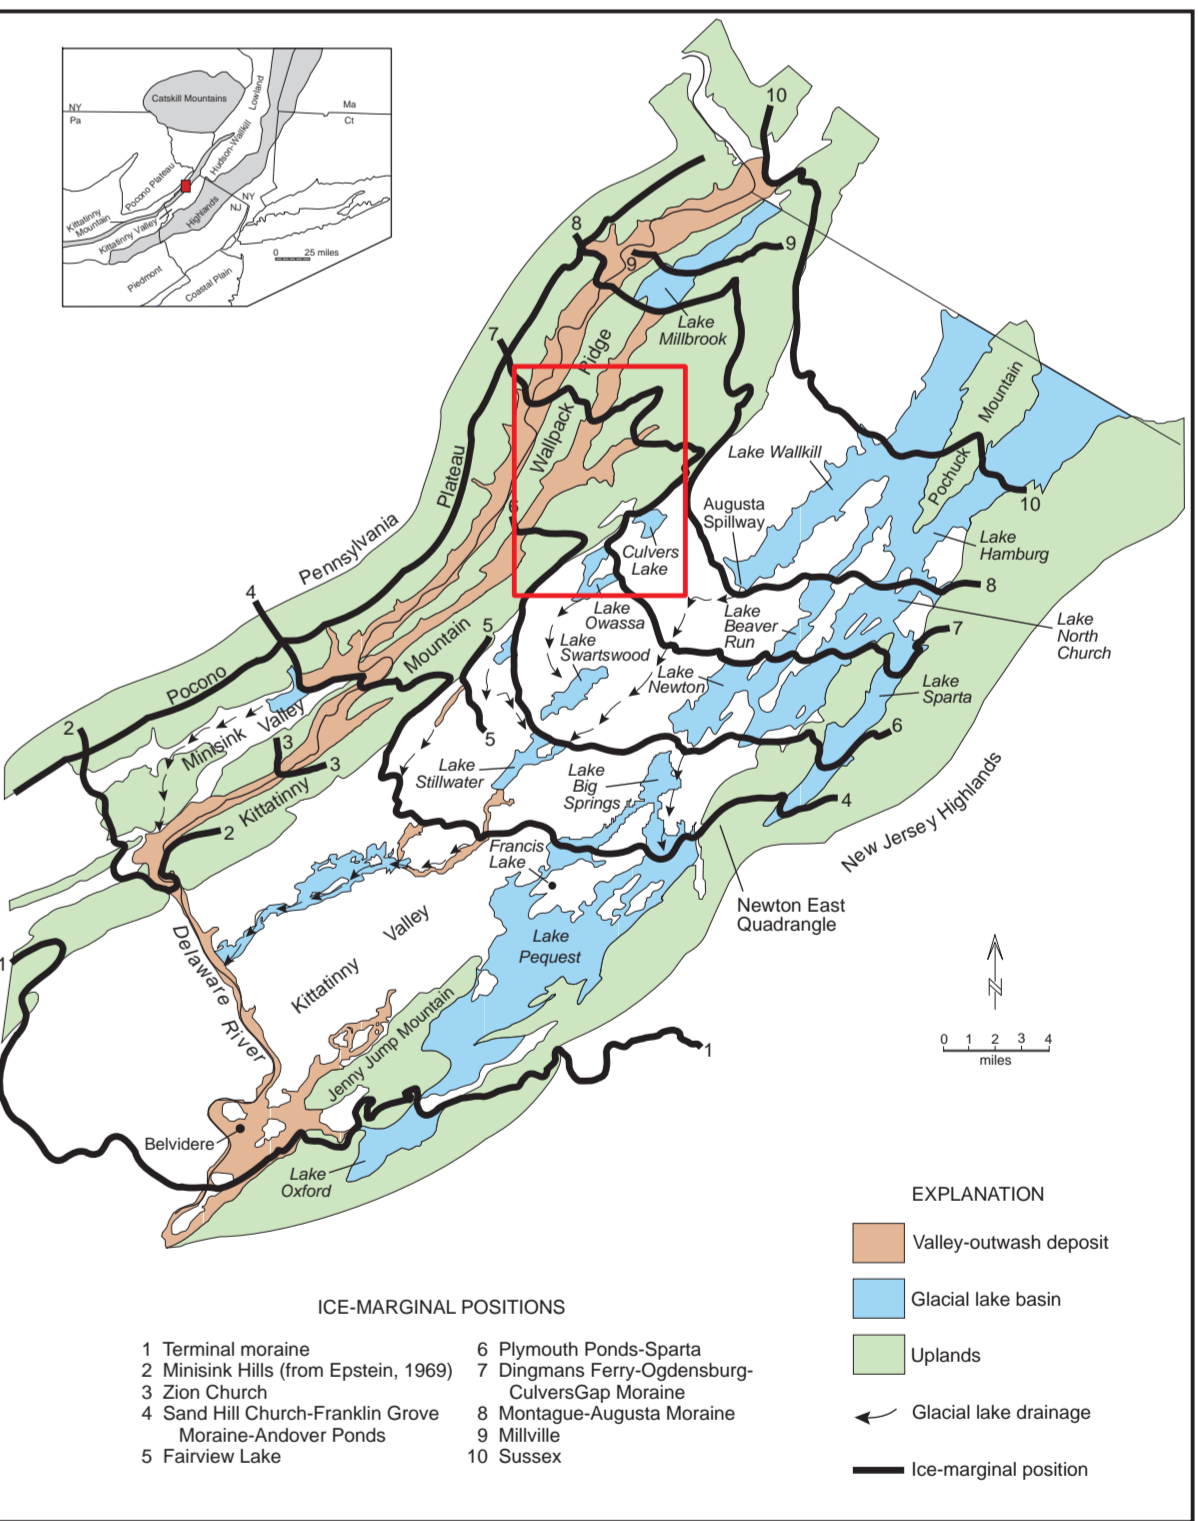 Catskill Mountains
Lowland
NY
Pa
Ma
Ct
Hudson-Wallkill
Pocono Plateau
Kittatinny
Mountain
Kittatinny Valley
Highlands
NY
NJ
0 25 miles
Piedmont
Coastal Plain
10
8
9
9
Lake
Millbrook
7
Ridge
Wallpack
Mountain
Pochuck
Plateau
Lake Wallkill
10
Augusta
Spillway
6
Lake
Hamburg
Pennsylvania
Culvers
Lake
8
4
Lake
Owassa
Lake
Beaver
Run
Lake
North
Church
5
7
Lake
Swartswood
Mountain
Lake
Newton
Lake
Sparta
Pocono
2
Minisink Valley
6
3
3
5
Lake
Stillwater
Lake
Big
Springs
4
Kittatinny
2
New Jersey Highlands
Francis
Lake
Newton East
Quadrangle
Valley
Kittatinny
Lake
Pequest
1
Delaware River
N
0 1 2 3 4
miles
Jenny Jump Mountain
1
Belvidere
Lake
Oxford
EXPLANATION
Valley-outwash deposit
Glacial lake basin
Uplands
Glacial lake drainage
Ice-marginal position
ICE-MARGINAL POSITIONS
1 Terminal moraine
2 Minisink Hills (from Epstein, 1969)
3 Zion Church
4 Sand Hill Church-Franklin Grove
Moraine-Andover Ponds
5 Fairview Lake
6 Plymouth Ponds-Sparta
7 Dingmans Ferry-Ogdensburg-
CulversGap Moraine
8 Montague-Augusta Moraine
9 Millville
10 Sussex